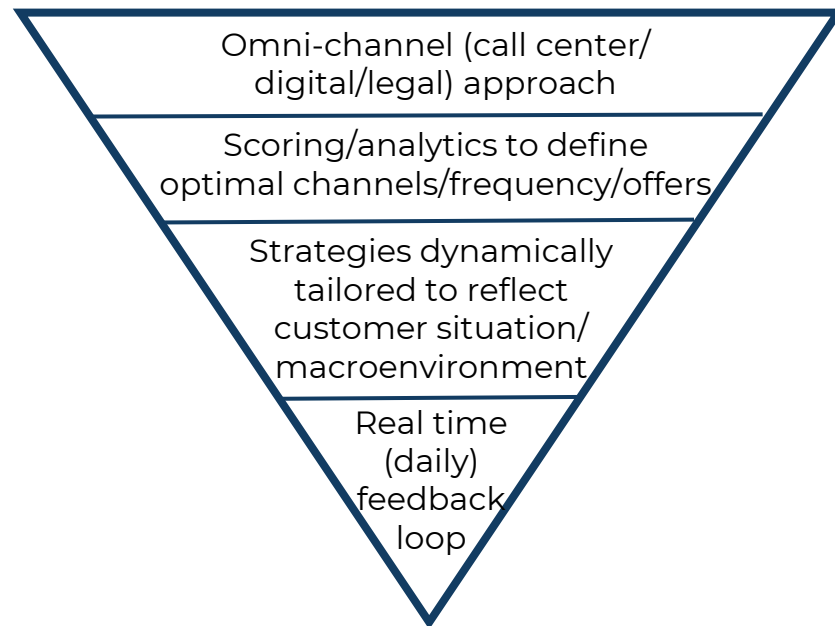 Omni-channel (call center/
digital/legal) approach
Scoring/analytics to define
optimal channels/frequency/offers
Strategies dynamically
tailored to reflect
customer situation/
macroenvironment
Real time
(daily)
feedback
loop